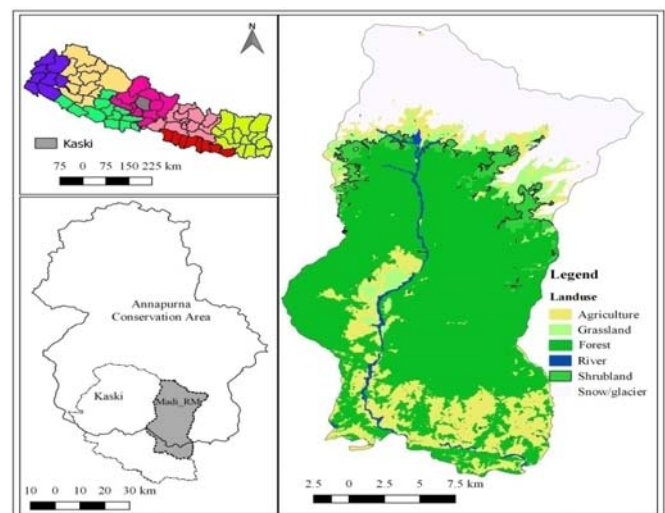 N
Kaski
75 0 75 150 225 km
Annapurna
Conservation Area
Kaski
Madi_RM
10 0 10 20 30 km
Legend
Landuse
Agriculture
Grassland
Forest
River
Shrubland
Snow/glacier
2.5 0 2.5 5 7.5 km